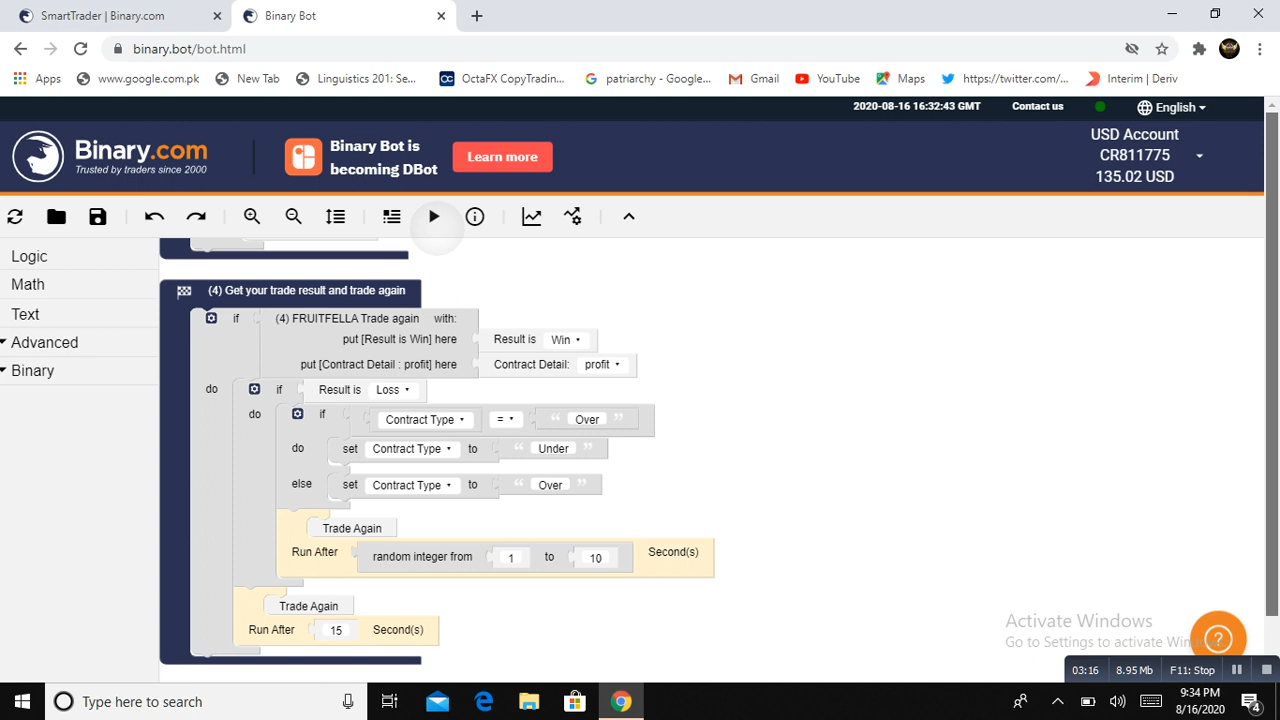 SmartTrader | Binary.com
Binary Bot
binary.bot/bot.html
Apps
www.google.com.pk
New Tab
Linguistics 201: Se...
OctaFX CopyTradin...
patriarchy - Google...
Gmail
YouTube
Maps
https://twitter.com/...
Interim | Deriv
2020-08-16 16:32:43 GMT
Contact us
English
Binary.com
Trusted by traders since 2000
Binary Bot is
becoming DBot
Learn more
USD Account
CR811775
135.02 USD
Logic
Math
Text
Advanced
Binary
(4) Get your trade result and trade again
if (4) FRUITFELLA Trade again with:
put [Result is Win] here Result is Win
put [Contract Detail : profit] here Contract Detail: profit
do if Result is Loss
do if Contract Type = “ Over ”
do set Contract Type to “ Under ”
else set Contract Type to “ Over ”
Trade Again
Run After random integer from 1 to 10 Second(s)
Trade Again
Run After 15 Second(s)
Activate Windows
Go to Settings to activate Win
03:16 8.95 Mb F11: Stop
Type here to search
9:34 PM
8/16/2020
4